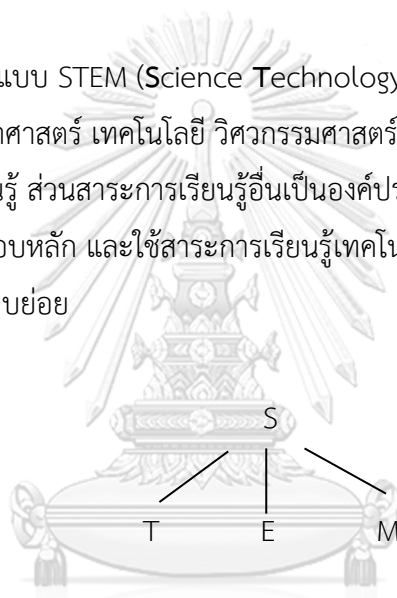 แบบ STEM (Science Technology
ศาสตร์ เทคโนโลยี วิศวกรรมศาสตร์
นรู้ ส่วนสาระการเรียนรู้อื่นเป็นองค์ปร
อบหลัก และใช้สาระการเรียนรู้เทคโน
บย่อย
S
T E M